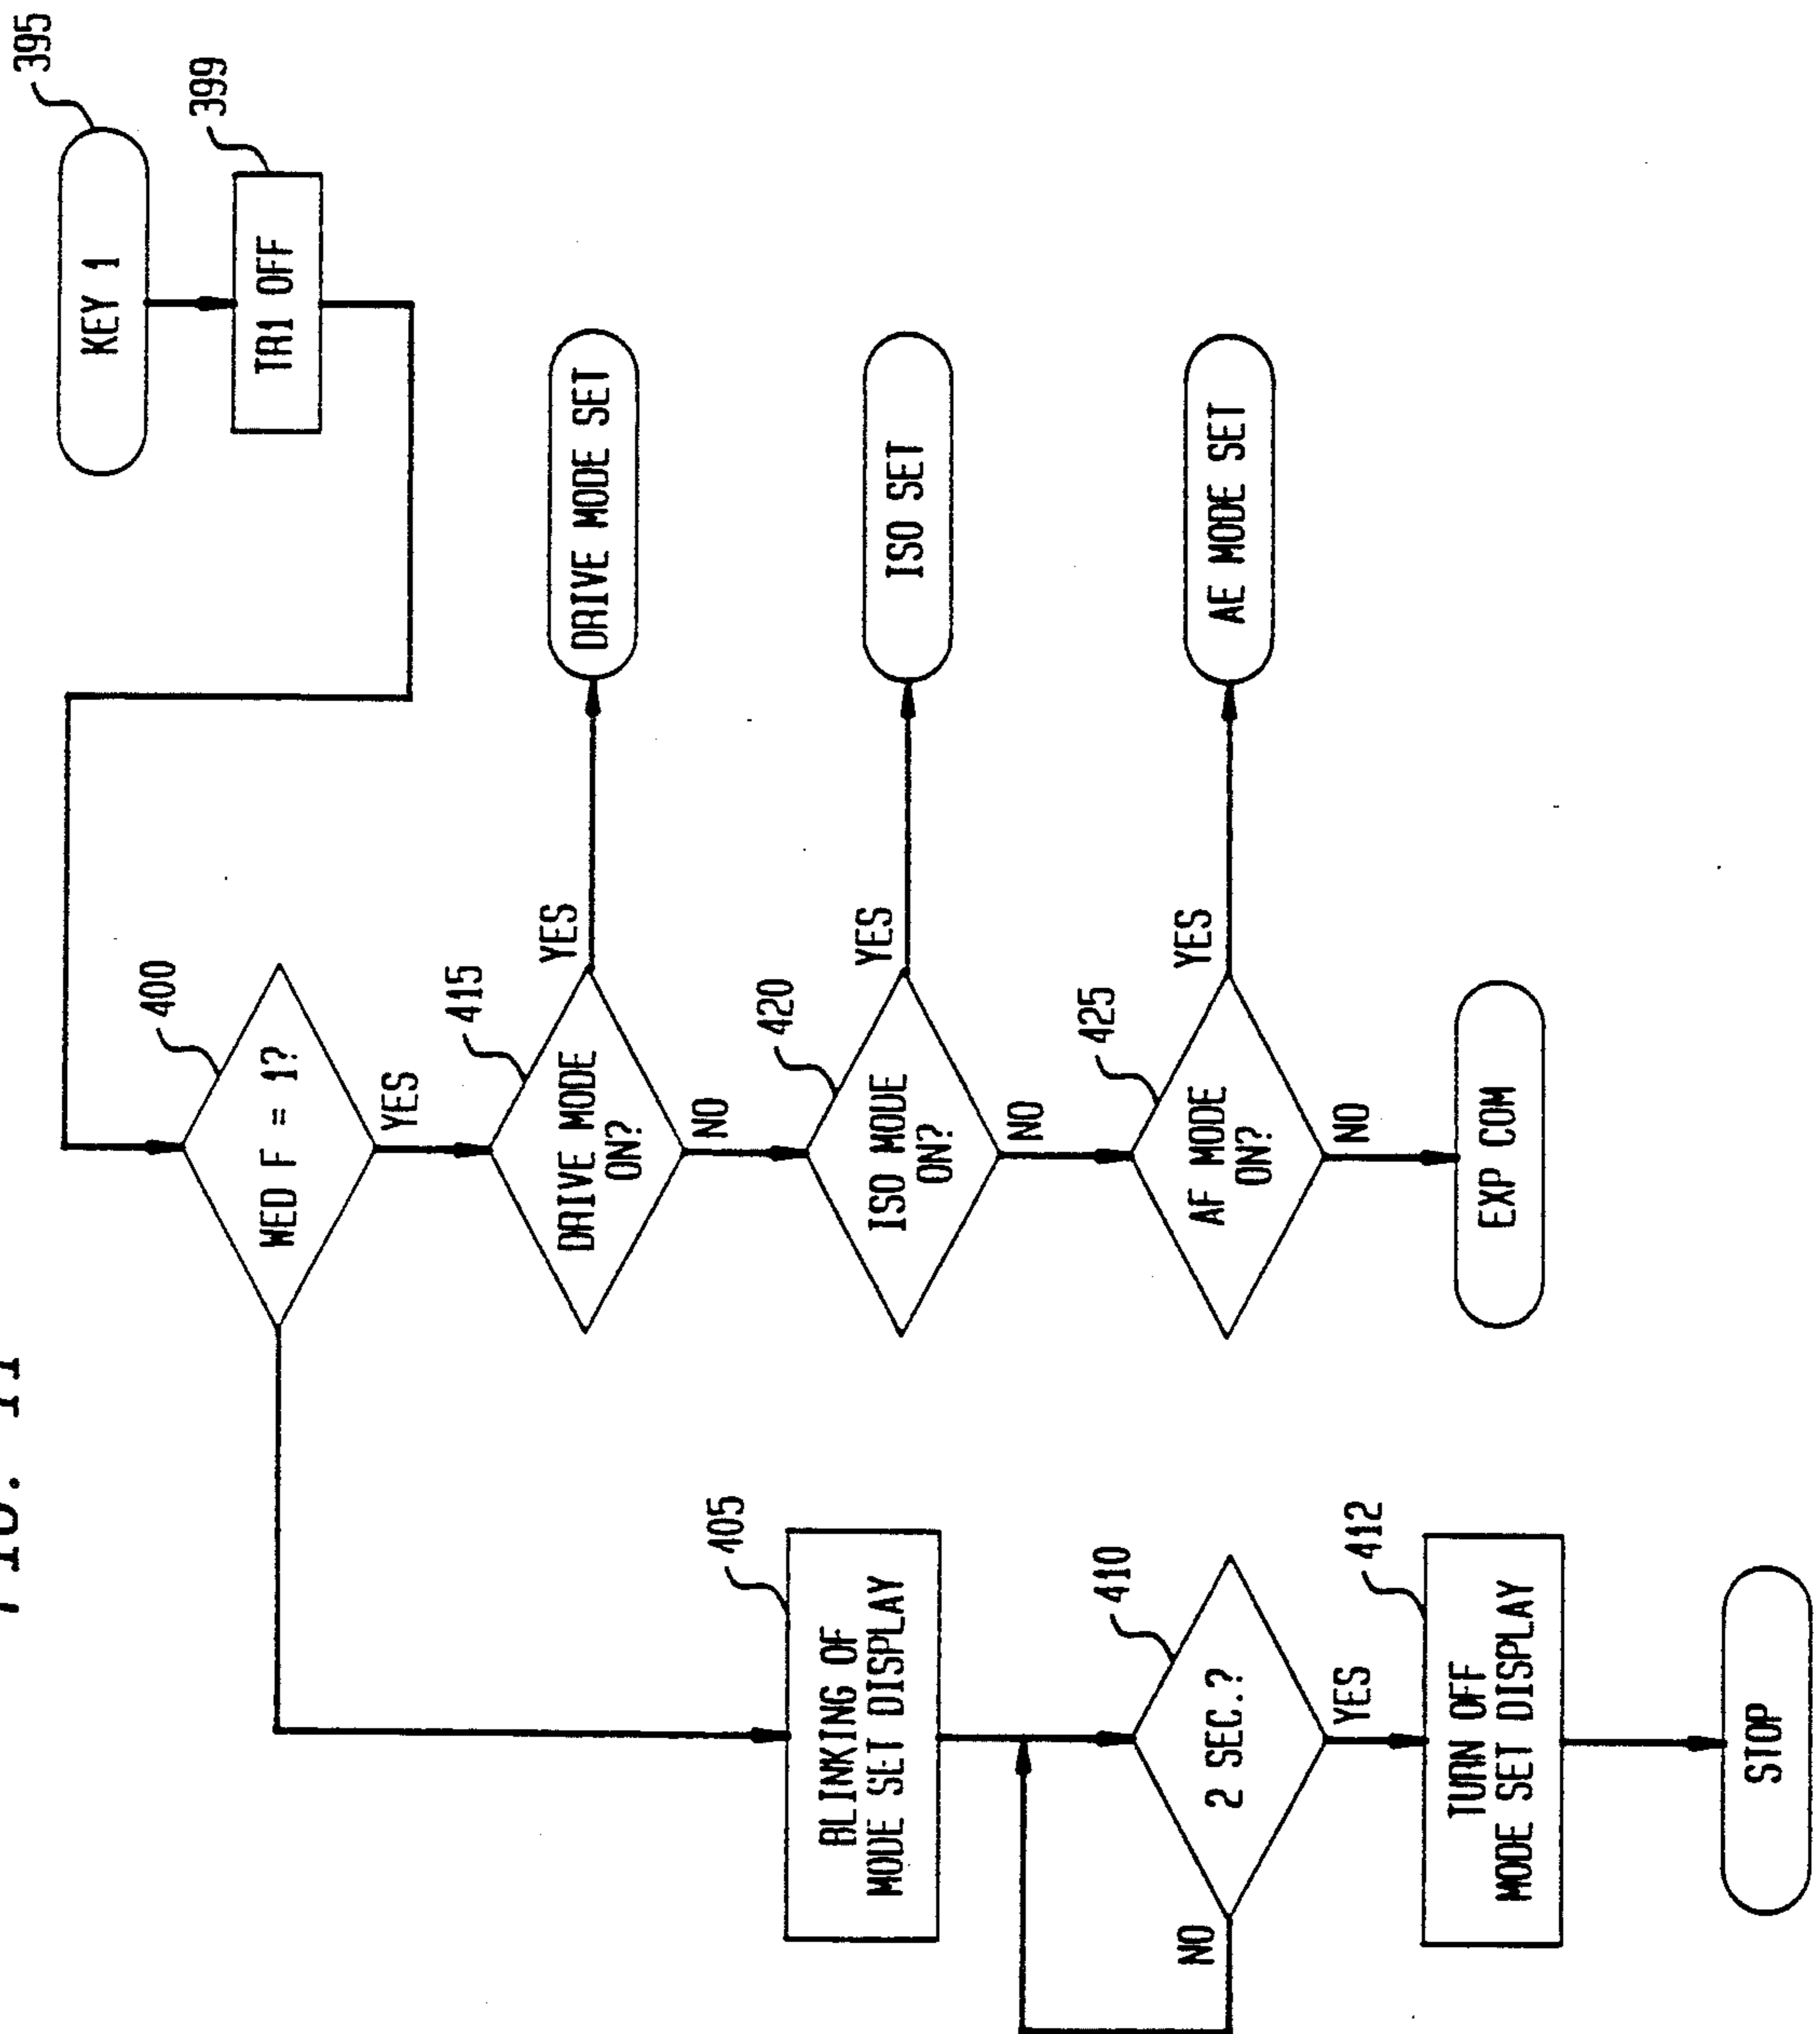 KEY 1
395
TR1 OFF
399
WED F = 1?
400
YES
DRIVE MODE
ON?
415
YES
DRIVE MODE SET
NO
ISO MODE
ON?
420
YES
ISO SET
NO
AF MODE
ON?
425
YES
AE MODE SET
NO
EXP COM
BLINKING OF
MODE SET DISPLAY
405
2 SEC.?
410
NO
YES
TURN OFF
MODE SET DISPLAY
412
STOP